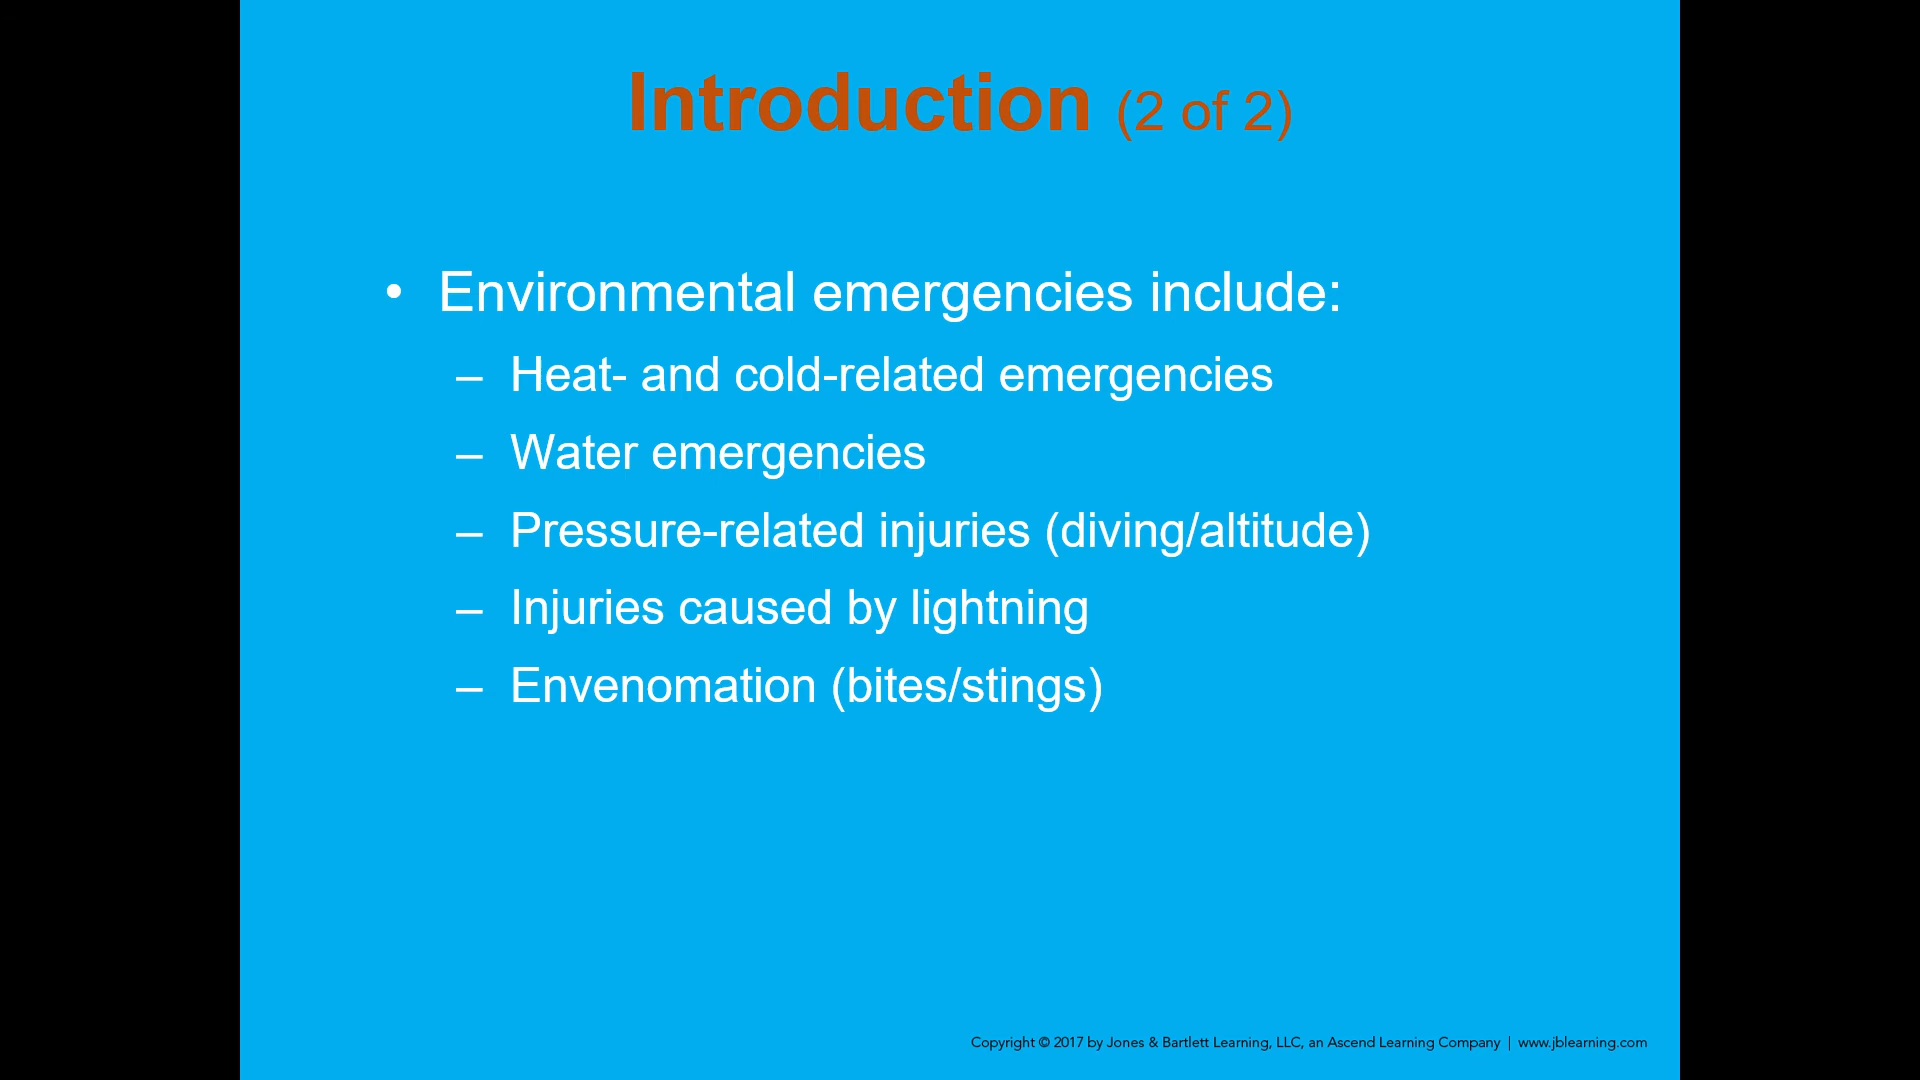 Introduction (2 of 2)
• Environmental emergencies include:
– Heat- and cold-related emergencies
– Water emergencies
– Pressure-related injuries (diving/altitude)
– Injuries caused by lightning
– Envenomation (bites/stings)
Copyright © 2017 by Jones & Bartlett Learning, LLC, an Ascend Learning Company | www.jblearning.com